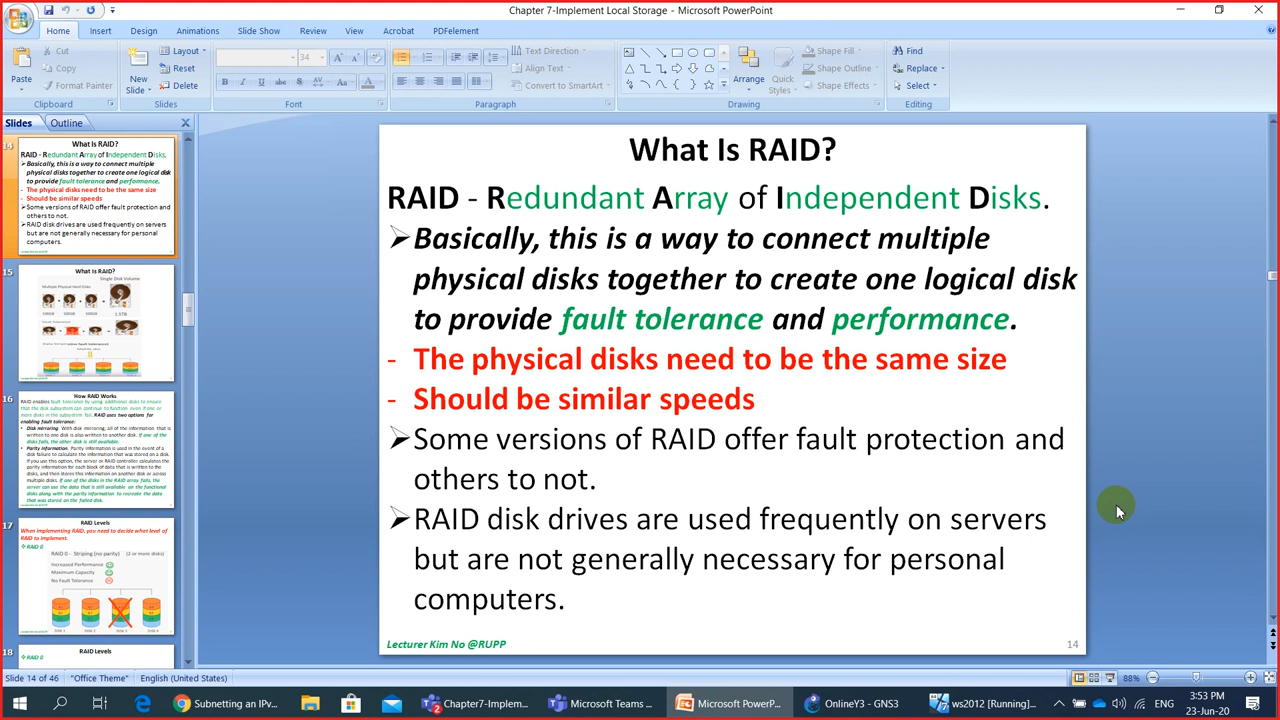 Chapter 7-Implement Local Storage - Microsoft PowerPoint
Home Insert Design Animations Slide Show Review View Acrobat PDFelement
Paste
Cut
Copy
Format Painter
Clipboard
New
Slide
Layout
Reset
Delete
Slides
34
Font
Text Direction
Align Text
Convert to SmartArt
Paragraph
Arrange
Quick
Styles
Shape Fill
Shape Outline
Shape Effects
Drawing
Find
Replace
Select
Editing
Slides Outline
14
What Is RAID?
RAID - Redundant Array of Independent Disks.
Basically, this is a way to connect multiple
physical disks together to create one logical disk
to provide fault tolerance and performance.
- The physical disks need to be the same size
- Should be similar speeds
Some versions of RAID offer fault protection and
others to not.
RAID disk drives are used frequently on servers
but are not generally necessary for personal
computers.
15
What Is RAID?
Single Disk Volume
Multiple Physical Hard Disks
16
How RAID Works
RAID enables fault tolerance by using additional disks to ensure
that the disk subsystem can continue to function even if one or
more disks in the subsystem fail. RAID uses two options for
enabling fault tolerance:
Disk mirroring. With disk mirroring, all of the information that is
written to one disk is also written to another disk. If one of the
disks fails, the other disk is still available.
Parity information. Parity information is used in the event of a
disk failure to calculate the information that was stored on a disk.
If you use this option, the server or RAID controller calculates the
parity information for each block of data that is written to the
disks, and then stores this information on another disk or across
multiple disks. If one of the disks in the RAID array fails, the
server can use the data that is still available on the functional
disks along with the parity information to recreate the data
that was stored on the failed disk.
17
RAID Levels
When implementing RAID, you need to decide what level of
RAID to implement.
RAID 0
RAID 0 - Striping (no parity) (2 or more disks)
Increased Performance
Maximum Capacity
No Fault Tolerance
18
RAID Levels
RAID 0
What Is RAID?
RAID - Redundant Array of Independent Disks.
Basically, this is a way to connect multiple
physical disks together to create one logical disk
to provide fault tolerance and performance.
- The physical disks need to be the same size
- Should be similar speeds
Some versions of RAID offer fault protection and
others to not.
RAID disk drives are used frequently on servers
but are not generally necessary for personal
computers.
Lecturer Kim No @RUPP 14
Slide 14 of 46 "Office Theme" English (United States) 88%
Subnetting an IPv... Chapter7-Implem... Microsoft Teams ... Microsoft PowerP... OnlineY3 - GNS3 ws2012 [Running]... ENG
3:53 PM
23-Jun-20